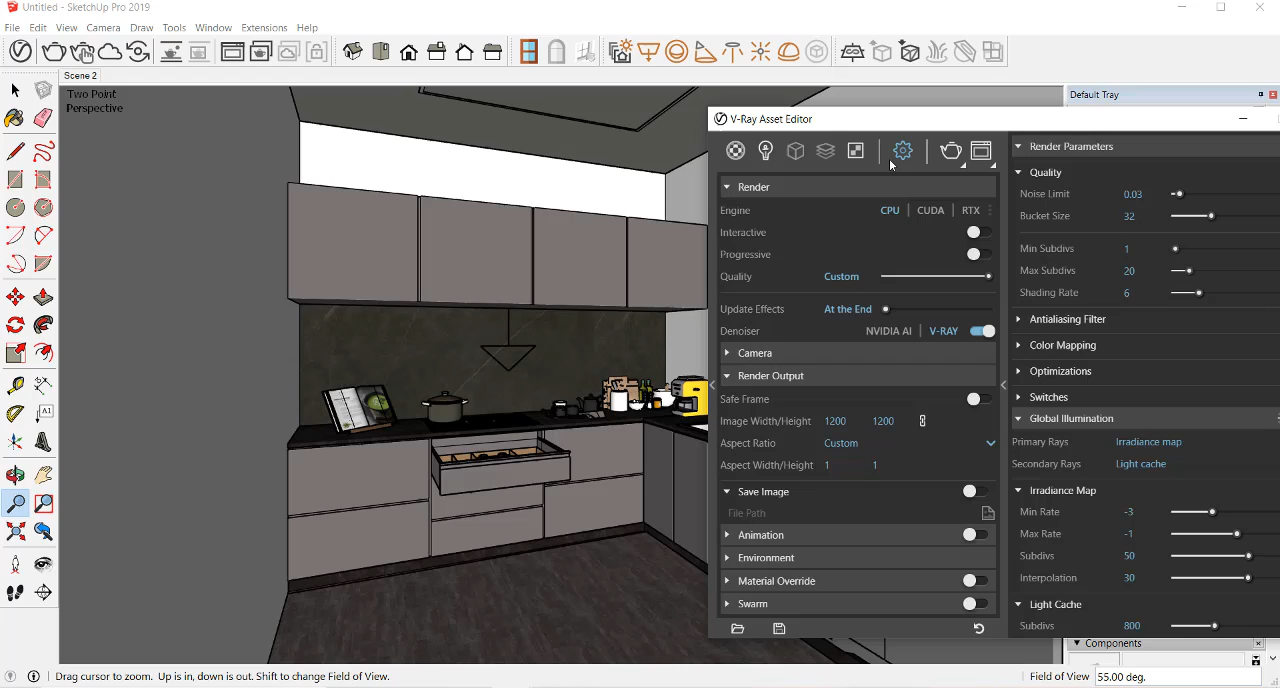 Untitled - SketchUp Pro 2019
File Edit View Camera Draw Tools Window Extensions Help
Scene 2
Two Point
Perspective
Default Tray
V-Ray Asset Editor
Render
Engine CPU CUDA RTX
Interactive
Progressive
Quality Custom
Update Effects At the End
Denoiser NVIDIA AI V-RAY
Camera
Render Output
Safe Frame
Image Width/Height 1200 1200
Aspect Ratio Custom
Aspect Width/Height 1 1
Save Image
File Path
Animation
Environment
Material Override
Swarm
Render Parameters
Quality
Noise Limit 0.03
Bucket Size 32
Min Subdivs 1
Max Subdivs 20
Shading Rate 6
Antialiasing Filter
Color Mapping
Optimizations
Switches
Global Illumination
Primary Rays Irradiance map
Secondary Rays Light cache
Irradiance Map
Min Rate -3
Max Rate -1
Subdivs 50
Interpolation 30
Light Cache
Subdivs 800
Components
A1
Drag cursor to zoom. Up is in, down is out. Shift to change Field of View.
Field of View 55.00 deg.